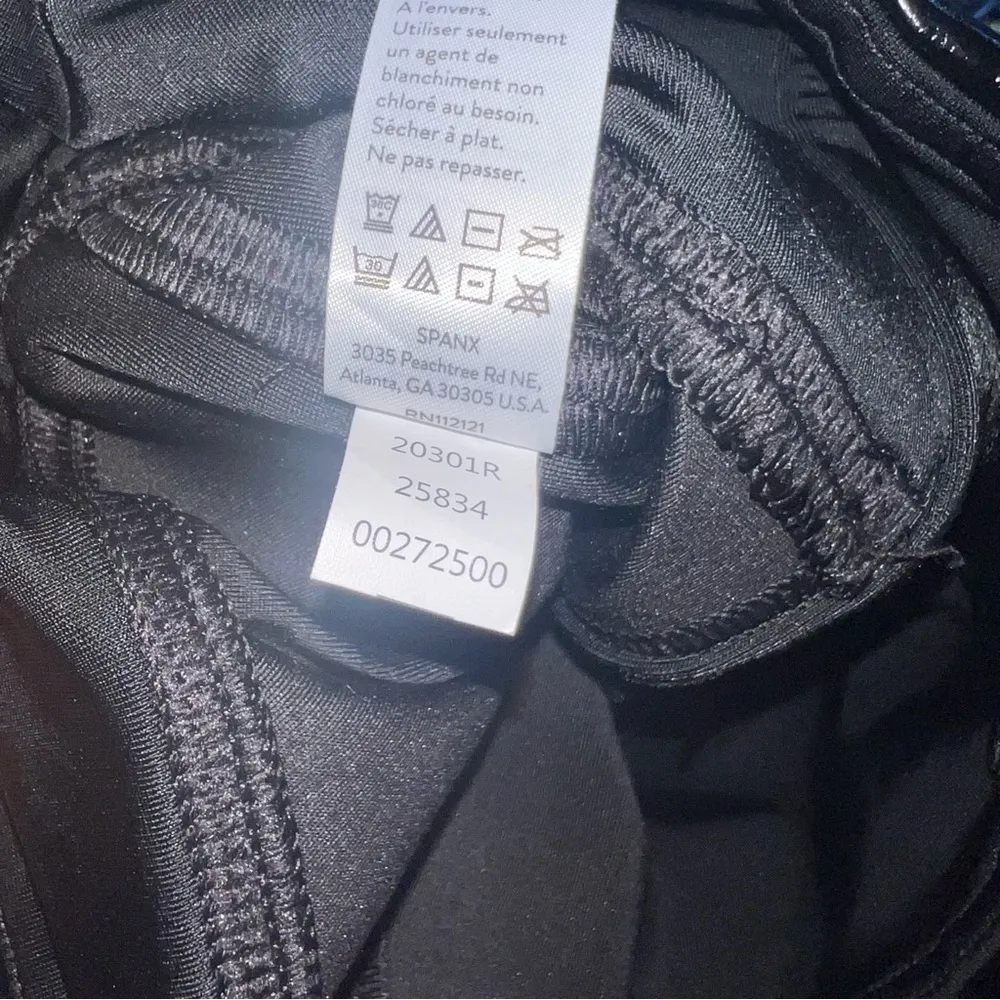 À l'envers.
Utiliser seulement
un agent de
blanchiment non
chloré au besoin.
Sécher à plat.
Ne pas repasser.
30
SPANX
3035 Peachtree Rd NE,
Atlanta, GA 30305 U.S.A.
RN112121
20301R
25834
00272500